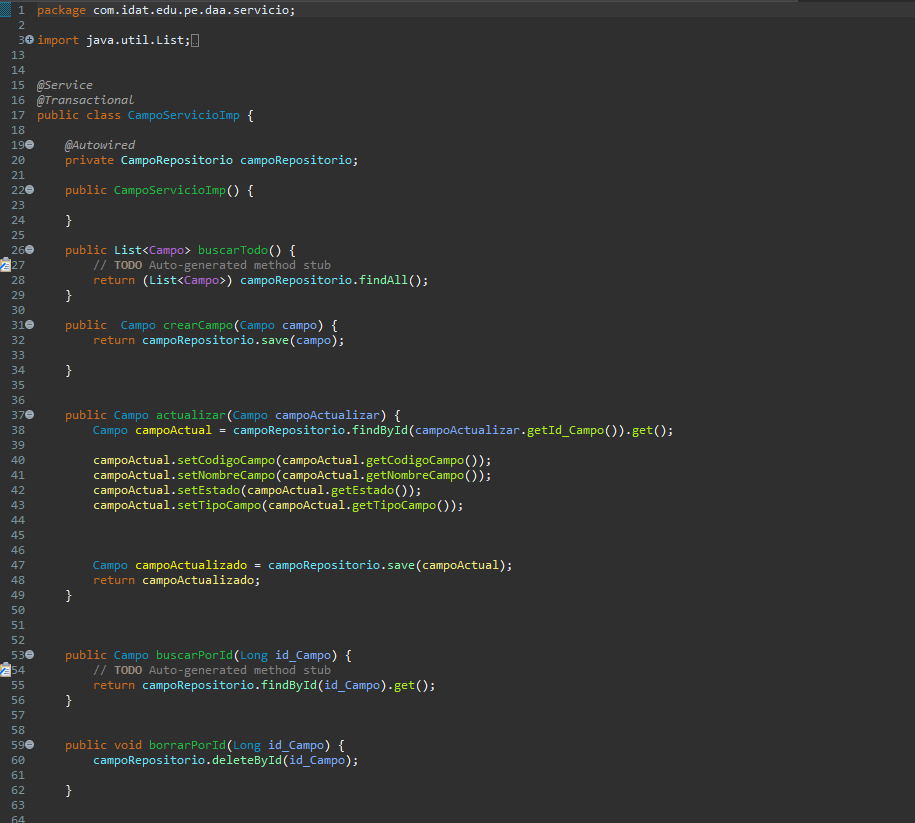 1 package com.idat.edu.pe.daa.servicio;
2
3 import java.util.List;
13
14
15 @Service
16 @Transactional
17 public class CampoServicioImp {
18
19 @Autowired
20 private CampoRepositorio campoRepositorio;
21
22 public CampoServicioImp() {
23
24 }
25
26 public List<Campo> buscarTodo() {
27 // TODO Auto-generated method stub
28 return (List<Campo>) campoRepositorio.findAll();
29 }
30
31 public  Campo crearCampo(Campo campo) {
32 return campoRepositorio.save(campo);
33
34 }
35
36
37 public Campo actualizar(Campo campoActualizar) {
38 Campo campoActual = campoRepositorio.findById(campoActualizar.getId_Campo()).get();
39
40 campoActual.setCodigoCampo(campoActual.getCodigoCampo());
41 campoActual.setNombreCampo(campoActual.getNombreCampo());
42 campoActual.setEstado(campoActual.getEstado());
43 campoActual.setTipoCampo(campoActual.getTipoCampo());
44
45
46
47 Campo campoActualizado = campoRepositorio.save(campoActual);
48 return campoActualizado;
49 }
50
51
52
53 public Campo buscarPorId(Long id_Campo) {
54 // TODO Auto-generated method stub
55 return campoRepositorio.findById(id_Campo).get();
56 }
57
58
59 public void borrarPorId(Long id_Campo) {
60 campoRepositorio.deleteById(id_Campo);
61
62 }
63
64